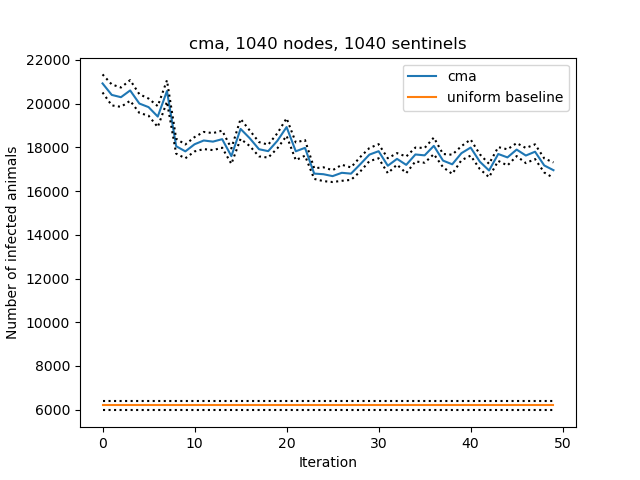 cma, 1040 nodes, 1040 sentinels
cma
uniform baseline
Number of infected animals
22000
20000
18000
16000
14000
12000
10000
8000
6000
0 10 20 30 40 50
Iteration